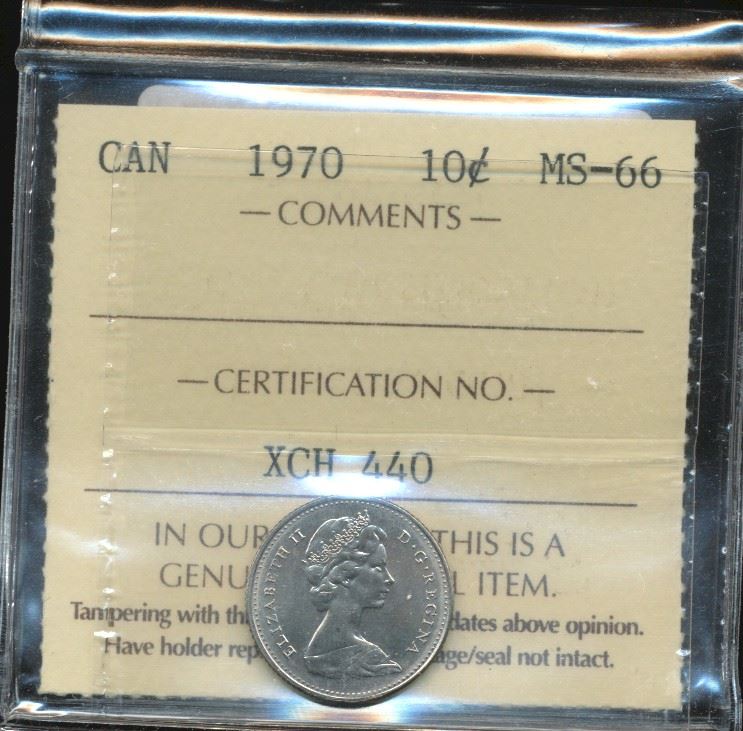 CAN 1970 10¢ MS-66
— COMMENTS —
— CERTIFICATION NO. —
XCH 440
IN OUR THIS IS A
GENU L ITEM.
Tampering with th dates above opinion.
Have holder rep age/seal not intact.
ELIZABETH II D·G·REGINA